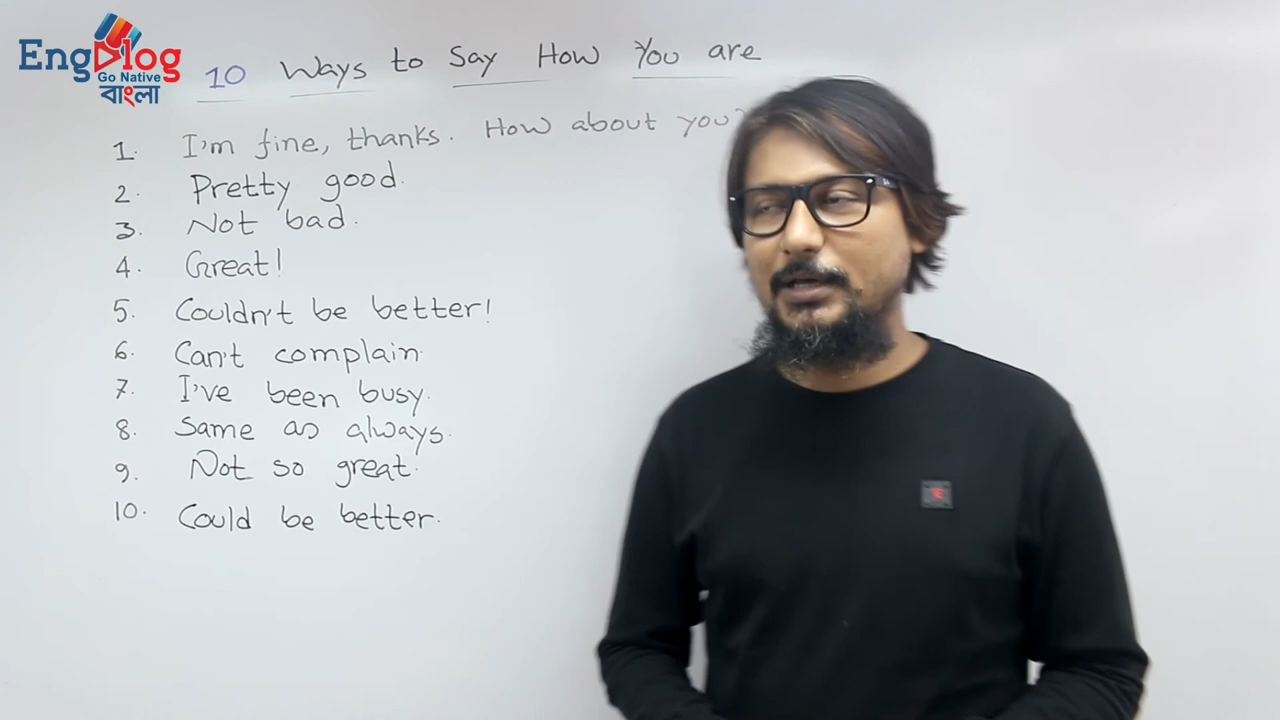 EngBlog
Go Native
বাংলা
10 Ways to Say How You are
1. I'm fine, thanks. How about you?
2. Pretty good.
3. Not bad.
4. Great!
5. Couldn't be better!
6. Can't complain.
7. I've been busy.
8. Same as always.
9. Not so great.
10. Could be better.